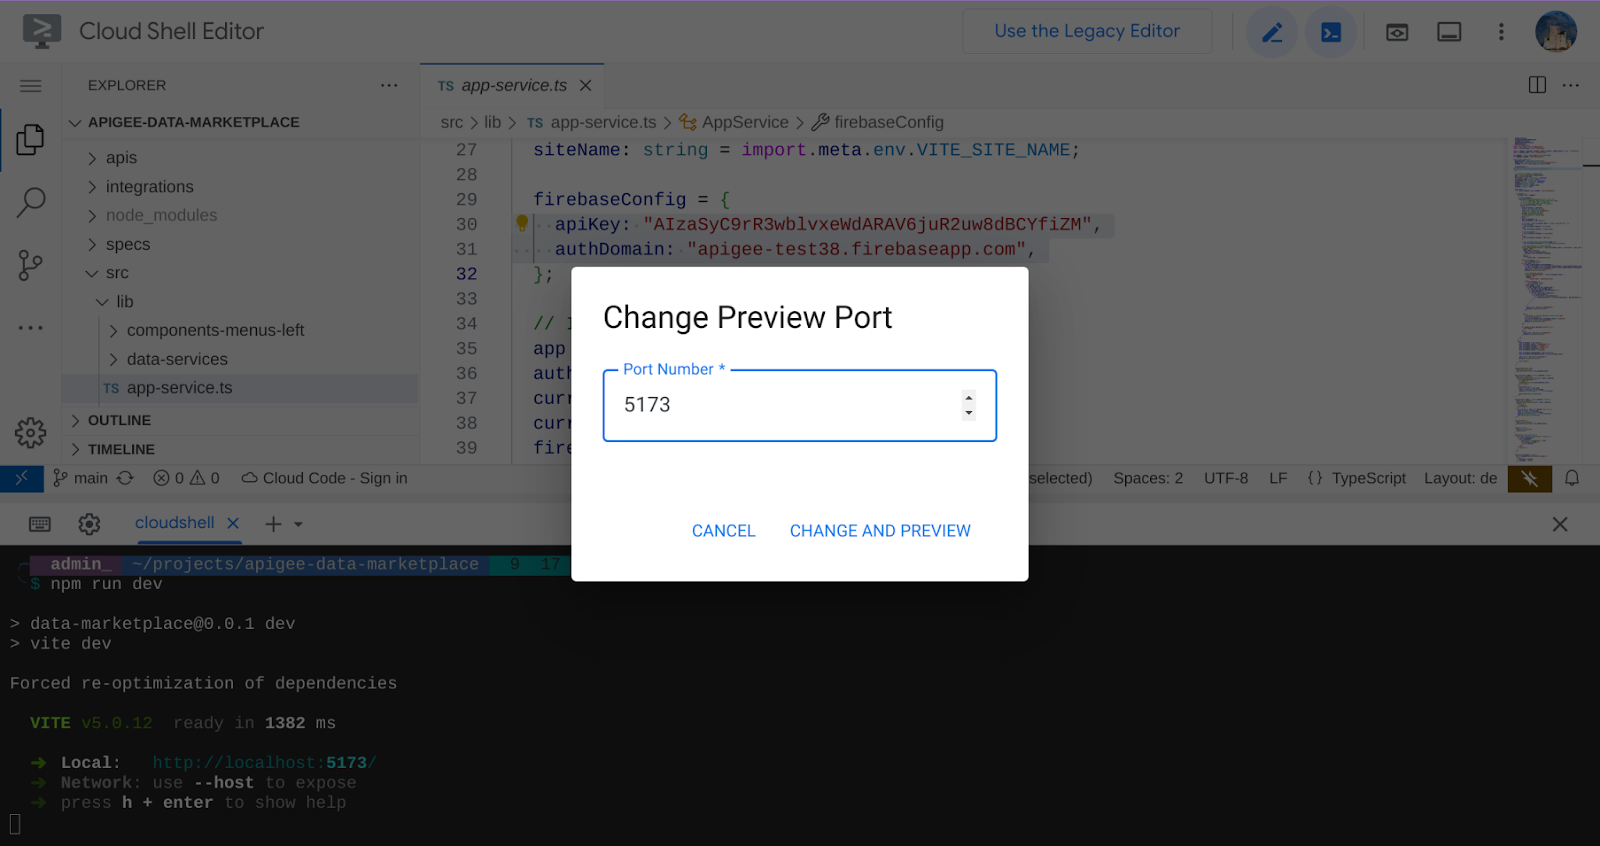 Cloud Shell Editor
Use the Legacy Editor
EXPLORER
APIGEE-DATA-MARKETPLACE
apis
integrations
node_modules
specs
src
lib
components-menus-left
data-services
TS app-service.ts
OUTLINE
TIMELINE
TS app-service.ts
src > lib > TS app-service.ts > AppService > firebaseConfig
27 siteName: string = import.meta.env.VITE_SITE_NAME;
28
29 firebaseConfig = {
30 apiKey: "AIzaSyC9rR3wblvxeWdARAV6juR2uw8dBCYfiZM",
31 authDomain: "apigee-test38.firebaseapp.com",
32 };
33
34 //
35 app
36 auth
37 curr
38 curr
39 fire
Change Preview Port
Port Number *
5173
CANCEL
CHANGE AND PREVIEW
main 0 0 Cloud Code - Sign in selected) Spaces: 2 UTF-8 LF {} TypeScript Layout: de
cloudshell
admin_ ~/projects/apigee-data-marketplace 9 17
$ npm run dev
> data-marketplace@0.0.1 dev
> vite dev
Forced re-optimization of dependencies
VITE v5.0.12 ready in 1382 ms
➜ Local: http://localhost:5173/
➜ Network: use --host to expose
➜ press h + enter to show help